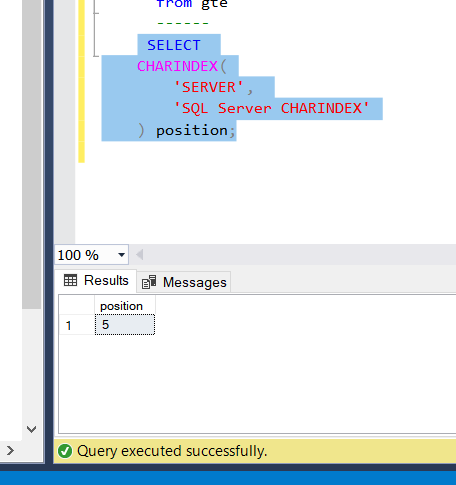 from gte
------
SELECT
CHARINDEX(
'SERVER',
'SQL Server CHARINDEX'
) position;
100 %
Results Messages
position
1 5
Query executed successfully.